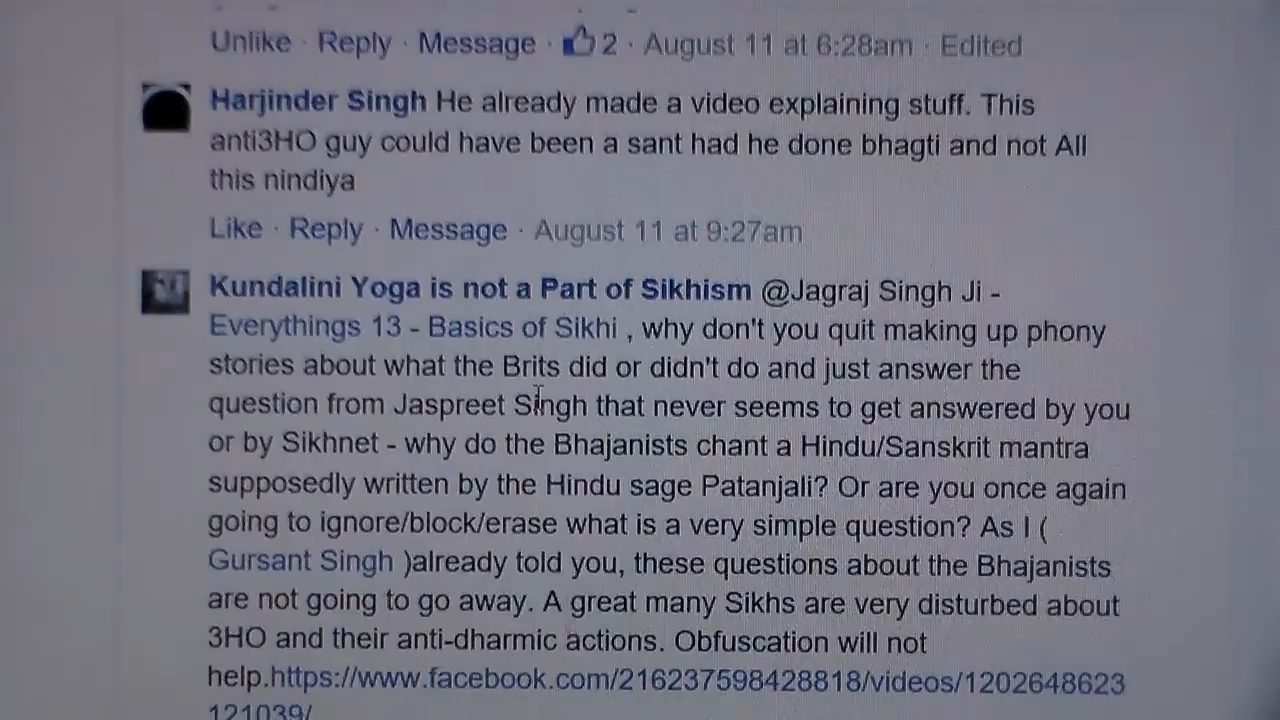 Unlike · Reply · Message · 2 · August 11 at 6:28am · Edited
Harjinder Singh He already made a video explaining stuff. This
anti3HO guy could have been a sant had he done bhagti and not All
this nindiya
Like · Reply · Message · August 11 at 9:27am
Kundalini Yoga is not a Part of Sikhism @Jagraj Singh Ji -
Everythings 13 - Basics of Sikhi , why don't you quit making up phony
stories about what the Brits did or didn't do and just answer the
question from Jaspreet Singh that never seems to get answered by you
or by Sikhnet - why do the Bhajanists chant a Hindu/Sanskrit mantra
supposedly written by the Hindu sage Patanjali? Or are you once again
going to ignore/block/erase what is a very simple question? As I (
Gursant Singh )already told you, these questions about the Bhajanists
are not going to go away. A great many Sikhs are very disturbed about
3HO and their anti-dharmic actions. Obfuscation will not
help.https://www.facebook.com/216237598428818/videos/1202648623
121039/